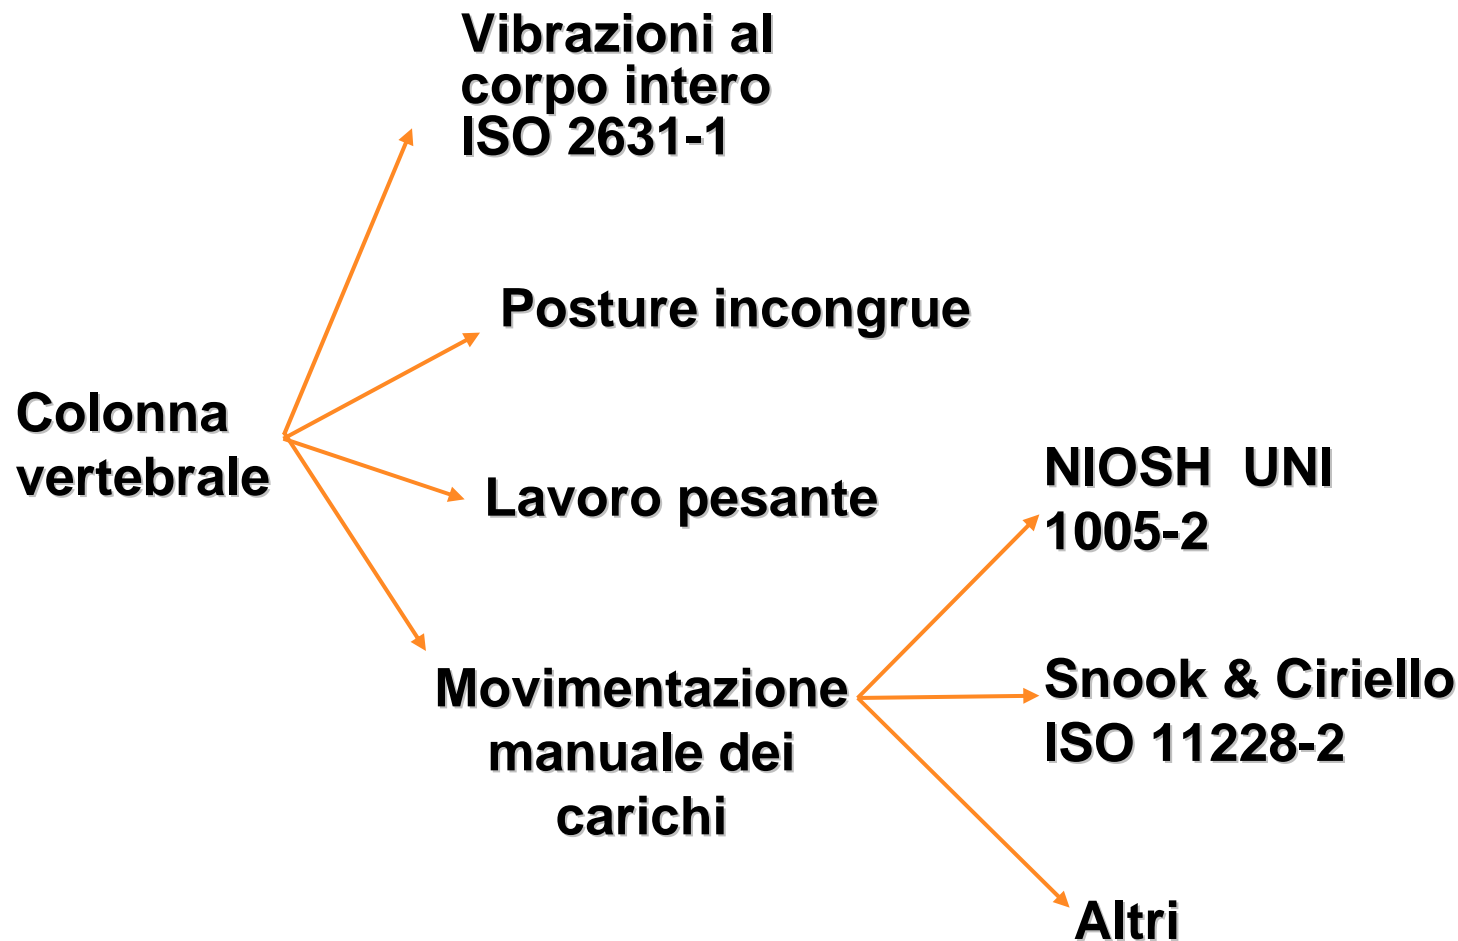 Vibrazioni al
corpo intero
ISO 2631-1
Posture incongrue
Colonna
vertebrale
Lavoro pesante
NIOSH  UNI
1005-2
Movimentazione
manuale dei
carichi
Snook & Ciriello
ISO 11228-2
Altri